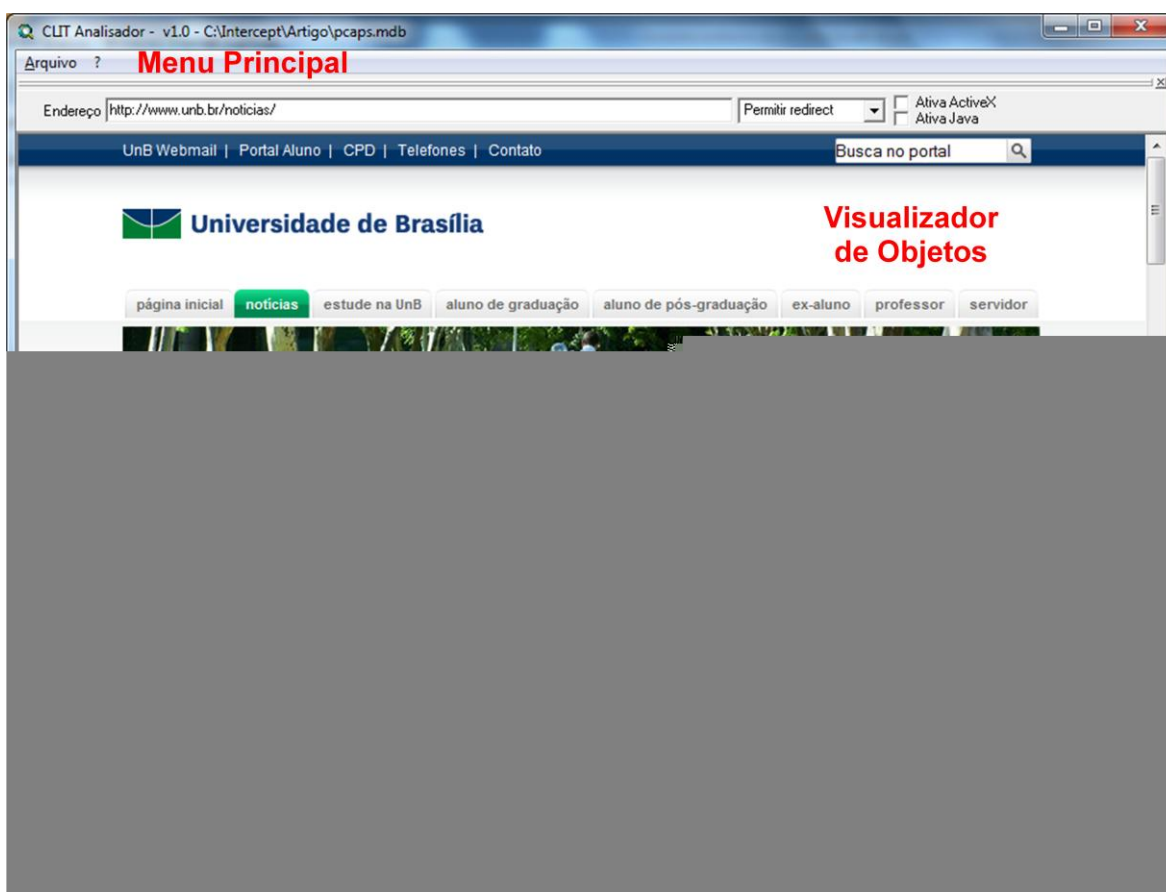 CLIT Analisador - v1.0 - C:\Intercept\Artigo\pcaps.mdb
Arquivo ? Menu Principal
Endereço http://www.unb.br/noticias/ Permitir redirect Ativa ActiveX
Ativa Java
UnB Webmail | Portal Aluno | CPD | Telefones | Contato Busca no portal
Universidade de Brasília
Visualizador
de Objetos
página inicial notícias estude na UnB aluno de graduação aluno de pós-graduação ex-aluno professor servidor